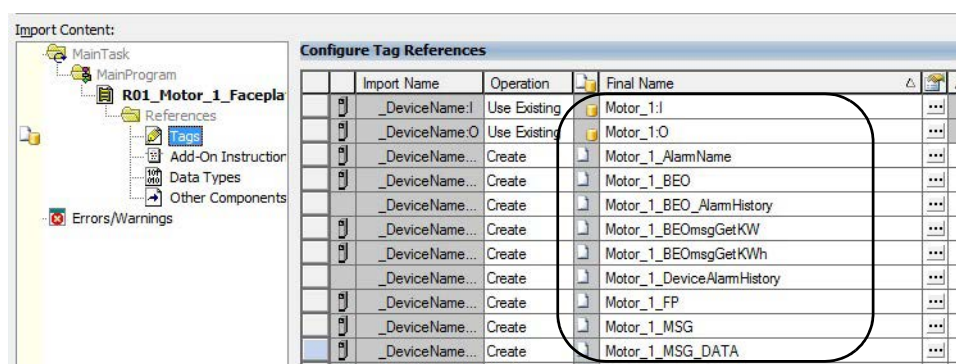 Import Content:
MainTask
MainProgram
R01_Motor_1_Facepla
References
Tags
Add-On Instruction
Data Types
Other Components
Errors/Warnings
Configure Tag References
Import Name Operation Final Name
_DeviceName:I Use Existing Motor_1:I
_DeviceName:O Use Existing Motor_1:O
_DeviceName... Create Motor_1_AlarmName
_DeviceName... Create Motor_1_BEO
_DeviceName... Create Motor_1_BEO_AlarmHistory
_DeviceName... Create Motor_1_BEOmsgGetKW
_DeviceName... Create Motor_1_BEOmsgGetKWh
_DeviceName... Create Motor_1_DeviceAlarmHistory
_DeviceName... Create Motor_1_FP
_DeviceName... Create Motor_1_MSG
_DeviceName... Create Motor_1_MSG_DATA